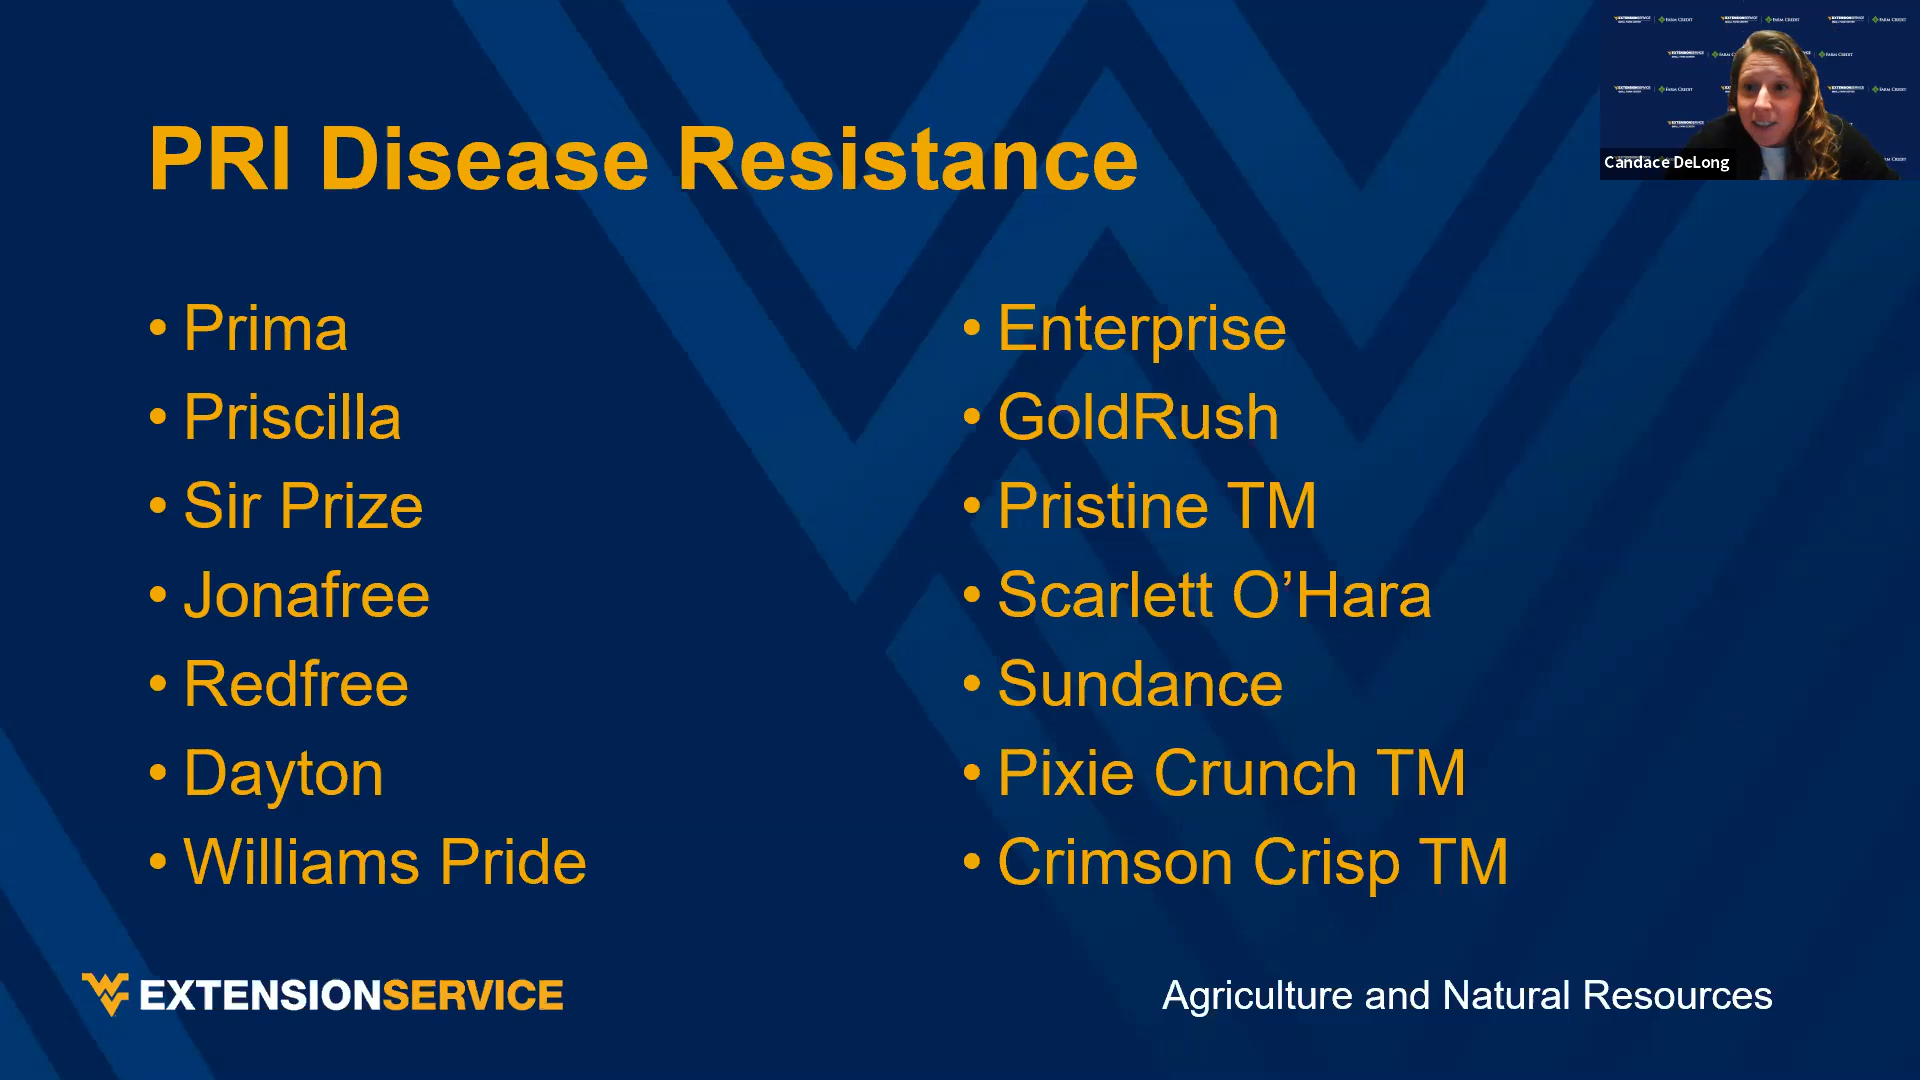 PRI Disease Resistance
Candace DeLong
• Prima
• Priscilla
• Sir Prize
• Jonafree
• Redfree
• Dayton
• Williams Pride
• Enterprise
• GoldRush
• Pristine TM
• Scarlett O’Hara
• Sundance
• Pixie Crunch TM
• Crimson Crisp TM
EXTENSIONSERVICE
Agriculture and Natural Resources